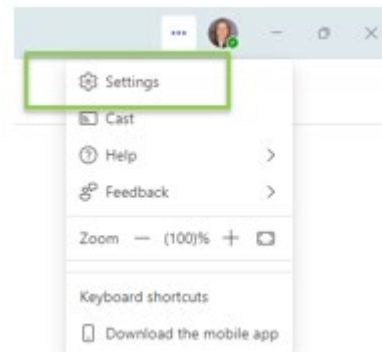 Settings
Cast
Help
Feedback
Zoom — (100)% +
Keyboard shortcuts
Download the mobile app